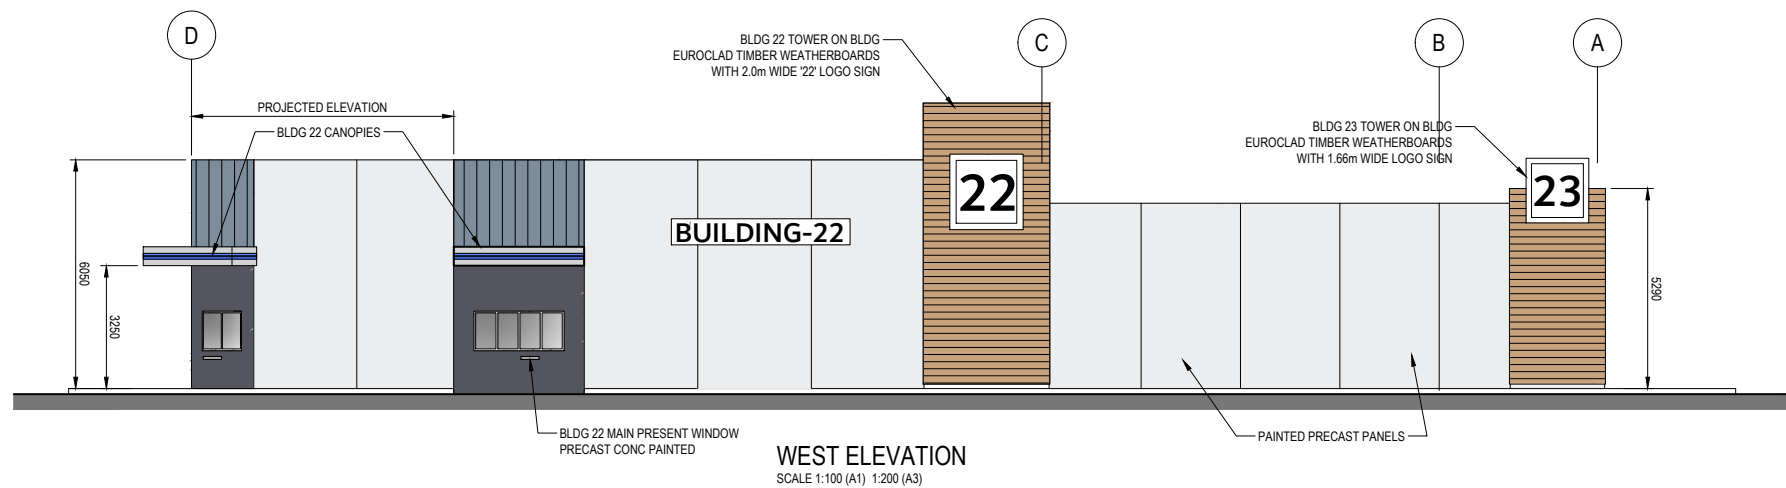 D
C
B
A
BLDG 22 TOWER ON BLDG
EUROCLAD TIMBER WEATHERBOARDS
WITH 2.0m WIDE '22' LOGO SIGN
PROJECTED ELEVATION
BLDG 22 CANOPIES
BLDG 23 TOWER ON BLDG
EUROCLAD TIMBER WEATHERBOARDS
WITH 1.66m WIDE LOGO SIGN
22
23
BUILDING-22
6050
3250
5290
BLDG 22 MAIN PRESENT WINDOW
PRECAST CONC PAINTED
PAINTED PRECAST PANELS
WEST ELEVATION
SCALE 1:100 (A1) 1:200 (A3)